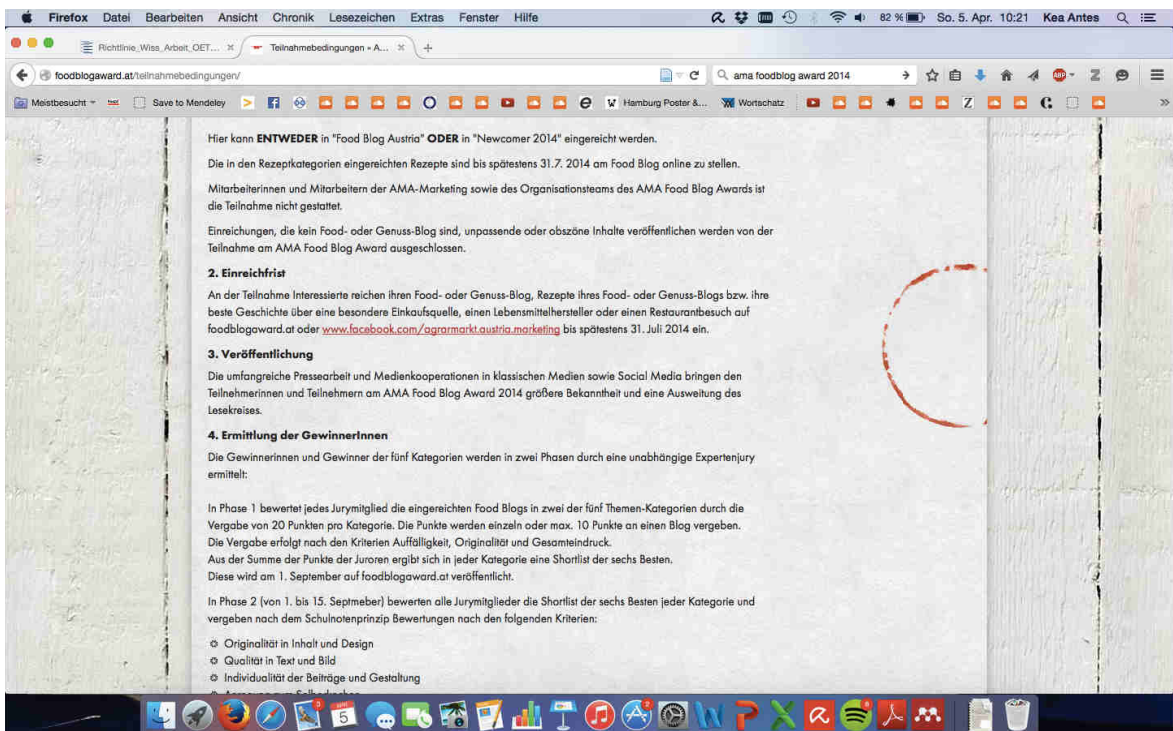 Firefox Datei Bearbeiten Ansicht Chronik Lesezeichen Extras Fenster Hilfe 82 % So. 5. Apr. 10:21 Kea Antes
Richtlinie_Wiss_Arbeit_OET... × Teilnahmebedingungen « A... × +
foodblogaward.at/teilnahmebedingungen/ ama foodblog award 2014
Meistbesucht Save to Mendeley Hamburg Poster &... Wortschatz
Hier kann ENTWEDER in "Food Blog Austria" ODER in "Newcomer 2014" eingereicht werden.
Die in den Rezeptkategorien eingereichten Rezepte sind bis spätestens 31.7. 2014 am Food Blog online zu stellen.
Mitarbeiterinnen und Mitarbeitern der AMA-Marketing sowie des Organisationsteams des AMA Food Blog Awards ist
die Teilnahme nicht gestattet.
Einreichungen, die kein Food- oder Genuss-Blog sind, unpassende oder obszöne Inhalte veröffentlichen werden von der
Teilnahme am AMA Food Blog Award ausgeschlossen.
2. Einreichfrist
An der Teilnahme Interessierte reichen ihren Food- oder Genuss-Blog, Rezepte ihres Food- oder Genuss-Blogs bzw. ihre
beste Geschichte über eine besondere Einkaufsquelle, einen Lebensmittelhersteller oder einen Restaurantbesuch auf
foodblogaward.at oder www.facebook.com/agrarmarkt.austria.marketing bis spätestens 31. Juli 2014 ein.
3. Veröffentlichung
Die umfangreiche Pressearbeit und Medienkooperationen in klassischen Medien sowie Social Media bringen den
Teilnehmerinnen und Teilnehmern am AMA Food Blog Award 2014 größere Bekanntheit und eine Ausweitung des
Lesekreises.
4. Ermittlung der GewinnerInnen
Die Gewinnerinnen und Gewinner der fünf Kategorien werden in zwei Phasen durch eine unabhängige Expertenjury
ermittelt:
In Phase 1 bewertet jedes Jurymitglied die eingereichten Food Blogs in zwei der fünf Themen-Kategorien durch die
Vergabe von 20 Punkten pro Kategorie. Die Punkte werden einzeln oder max. 10 Punkte an einen Blog vergeben.
Die Vergabe erfolgt nach den Kriterien Auffälligkeit, Originalität und Gesamteindruck.
Aus der Summe der Punkte der Juroren ergibt sich in jeder Kategorie eine Shortlist der sechs Besten.
Diese wird am 1. September auf foodblogaward.at veröffentlicht.
In Phase 2 (von 1. bis 15. Septmeber) bewerten alle Jurymitglieder die Shortlist der sechs Besten jeder Kategorie und
vergeben nach dem Schulnotenprinzip Bewertungen nach den folgenden Kriterien:
Originalität in Inhalt und Design
Qualität in Text und Bild
Individualität der Beiträge und Gestaltung